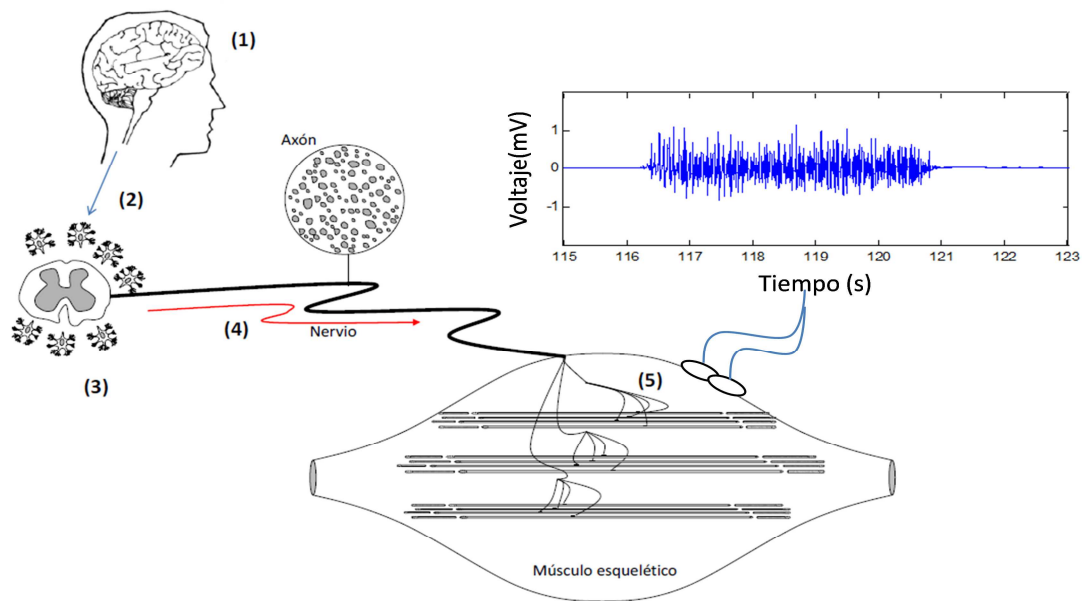 (1)
Axón
(2)
(3)
(4)
Nervio
(5)
Músculo esquelético
Voltaje(mV)
1
0
-1
115 116 117 118 119 120 121 122 123
Tiempo (s)